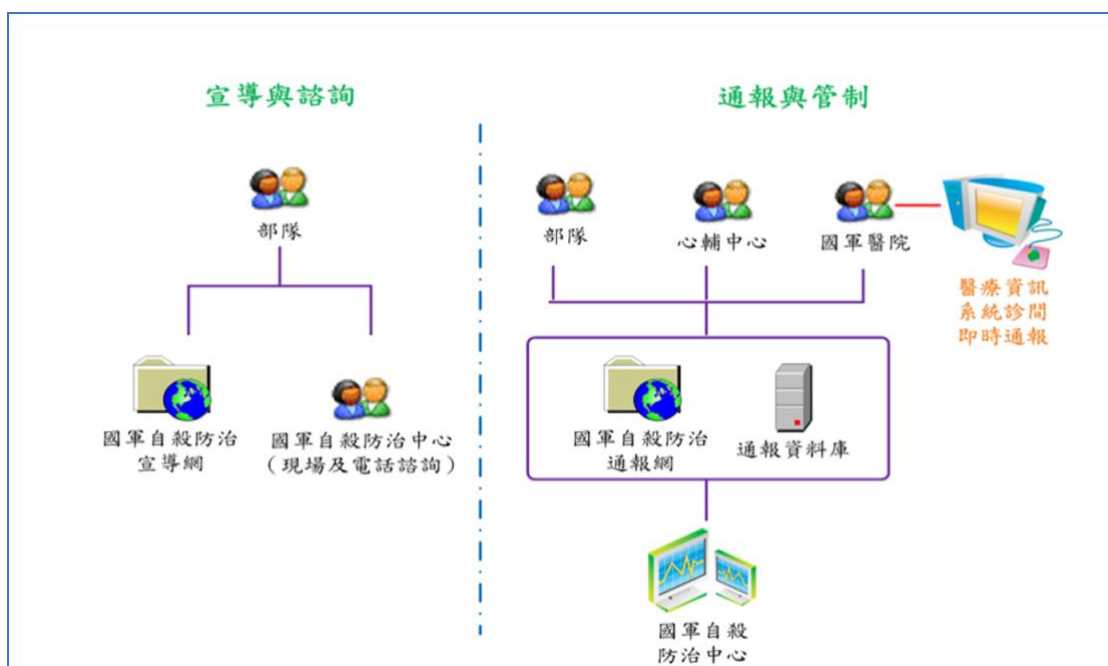 宣導與諮詢
部隊
國軍自殺防治
宣導網
國軍自殺防治中心
（現場及電話諮詢）
通報與管制
部隊
心輔中心
國軍醫院
醫療資訊
系統診間
即時通報
國軍自殺防治
通報網
通報資料庫
國軍自殺
防治中心